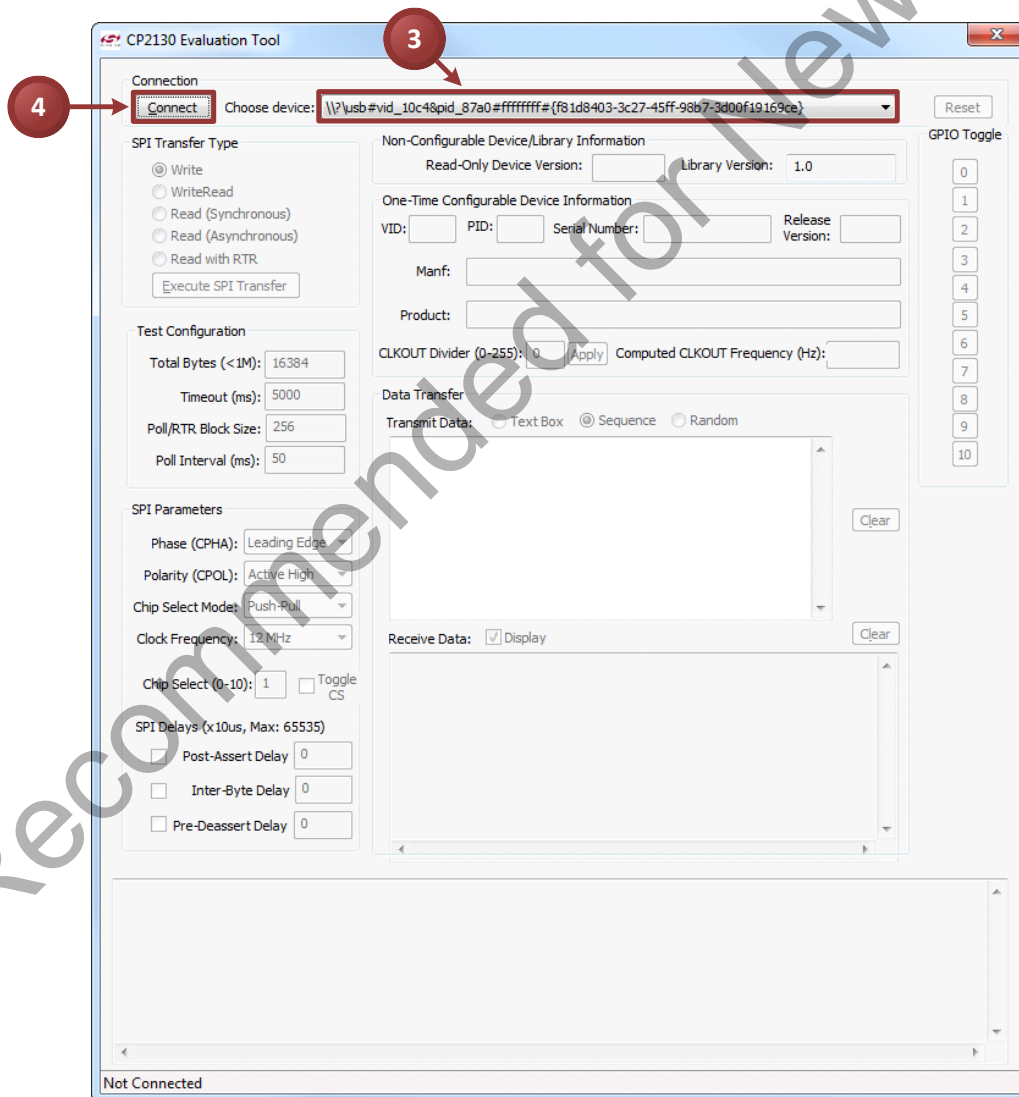 CP2130 Evaluation Tool
X
3
4
Connection
Connect
Choose device:
\\?\usb#vid_10c4&pid_87a0#ffffffff#{f81d8403-3c27-45ff-98b7-3d00f19169ce}
Reset
SPI Transfer Type
Write
WriteRead
Read (Synchronous)
Read (Asynchronous)
Read with RTR
Execute SPI Transfer
Non-Configurable Device/Library Information
Read-Only Device Version:
Library Version: 1.0
One-Time Configurable Device Information
VID:
PID:
Serial Number:
Release
Version:
Manf:
Product:
CLKOUT Divider (0-255): 0
Apply
Computed CLKOUT Frequency (Hz):
GPIO Toggle
0
1
2
3
4
5
6
7
8
9
10
Test Configuration
Total Bytes (<1M): 16384
Timeout (ms): 5000
Poll/RTR Block Size: 256
Poll Interval (ms): 50
Data Transfer
Transmit Data:
Text Box
Sequence
Random
Clear
SPI Parameters
Phase (CPHA): Leading Edge
Polarity (CPOL): Active High
Chip Select Mode: Push-Pull
Clock Frequency: 12 MHz
Chip Select (0-10): 1
Toggle
CS
SPI Delays (x10us, Max: 65535)
Post-Assert Delay 0
Inter-Byte Delay 0
Pre-Deassert Delay 0
Receive Data:
Display
Clear
Not Connected
Recommended for New